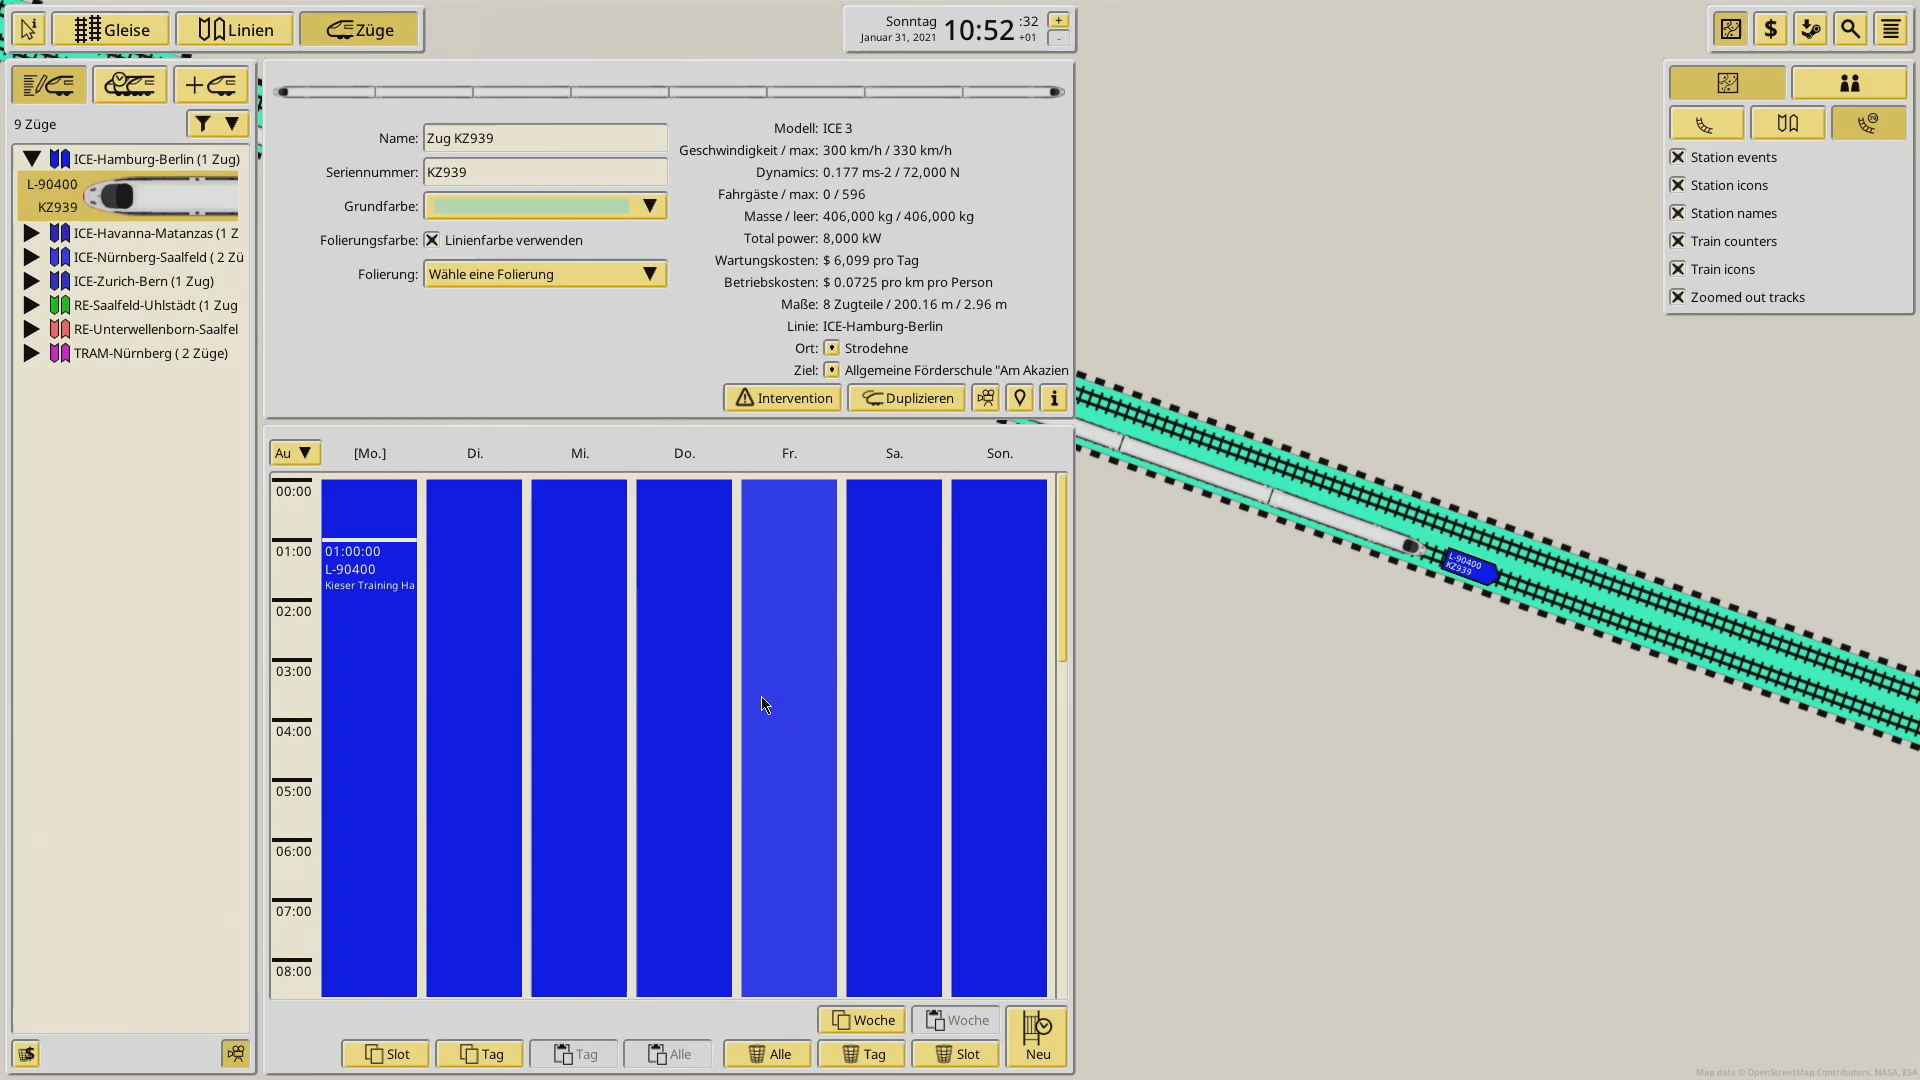 Gleise
Linien
Züge
Sonntag
Januar 31, 2021
10:52
:32
+01
+
-
$
9 Züge
ICE-Hamburg-Berlin (1 Zug)
L-90400
KZ939
ICE-Havanna-Matanzas (1 Z
ICE-Nürnberg-Saalfeld ( 2 Zü
ICE-Zurich-Bern (1 Zug)
RE-Saalfeld-Uhlstädt (1 Zug
RE-Unterwellenborn-Saalfel
TRAM-Nürnberg ( 2 Züge)
Name: Zug KZ939
Seriennummer: KZ939
Grundfarbe:
Folierungsfarbe: Linienfarbe verwenden
Folierung: Wähle eine Folierung
Modell: ICE 3
Geschwindigkeit / max: 300 km/h / 330 km/h
Dynamics: 0.177 ms-2 / 72,000 N
Fahrgäste / max: 0 / 596
Masse / leer: 406,000 kg / 406,000 kg
Total power: 8,000 kW
Wartungskosten: $ 6,099 pro Tag
Betriebskosten: $ 0.0725 pro km pro Person
Maße: 8 Zugteile / 200.16 m / 2.96 m
Linie: ICE-Hamburg-Berlin
Ort: Strodehne
Ziel: Allgemeine Förderschule "Am Akazien
Intervention
Duplizieren
i
Au
[Mo.] Di. Mi. Do. Fr. Sa. Son.
00:00
01:00
02:00
03:00
04:00
05:00
06:00
07:00
08:00
01:00:00
L-90400
Kieser Training Ha
Woche
Woche
Neu
Slot
Tag
Tag
Alle
Alle
Tag
Slot
$
Station events
Station icons
Station names
Train counters
Train icons
Zoomed out tracks
70
L-90400
KZ939
Map data © OpenStreetMap Contributors, NASA, ESA